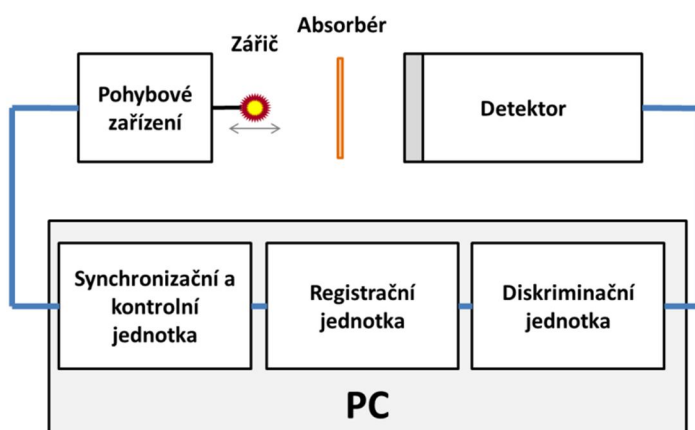 Absorbér
Zářič
Pohybové
zařízení
Detektor
Synchronizační a
kontrolní
jednotka
Registrační
jednotka
Diskriminační
jednotka
PC